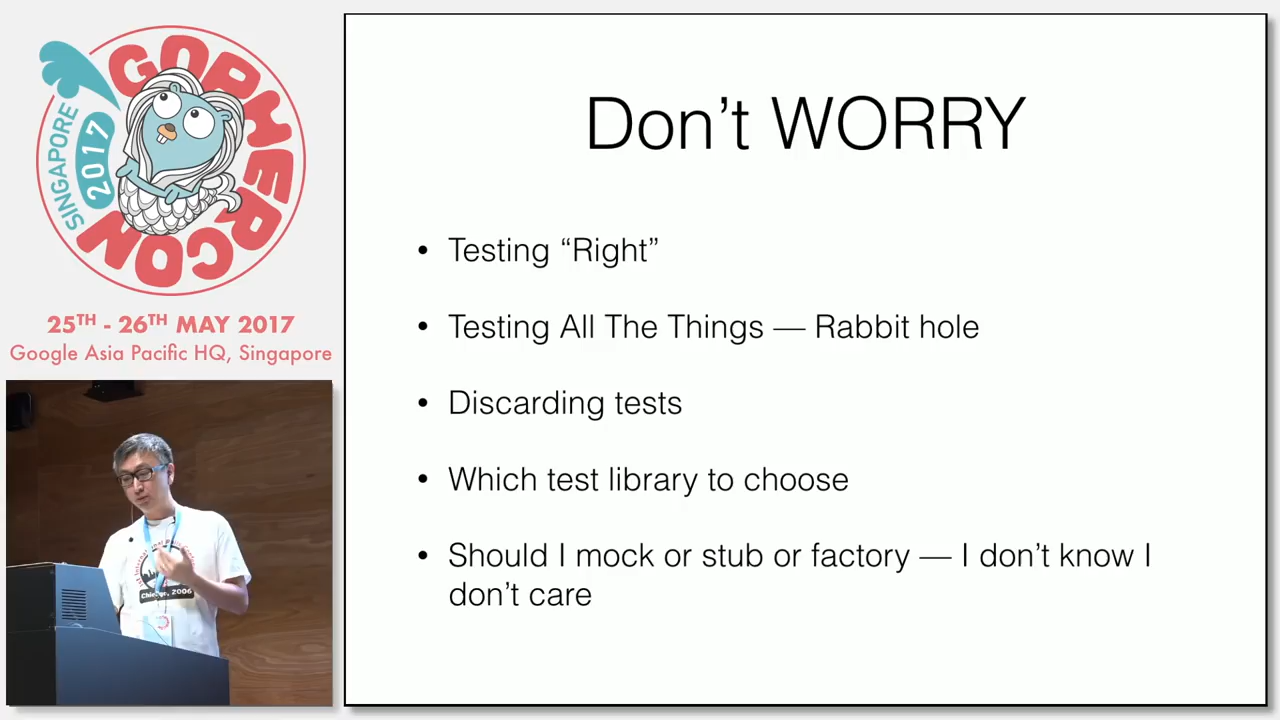 GOPHERCON
SINGAPORE
2017
25TH - 26TH MAY 2017
Google Asia Pacific HQ, Singapore
Chicago, 2006
Don’t WORRY
• Testing “Right”
• Testing All The Things — Rabbit hole
• Discarding tests
• Which test library to choose
• Should I mock or stub or factory — I don’t know I
don’t care